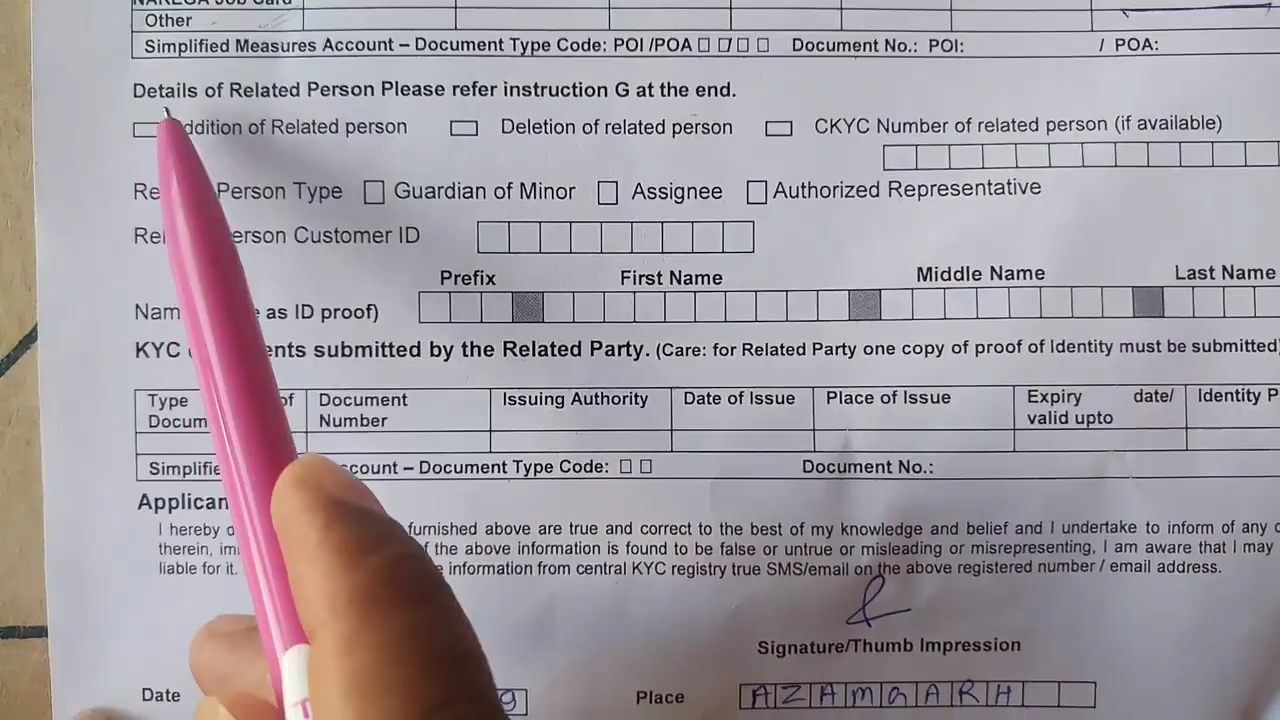 Other
Simplified Measures Account – Document Type Code: POI /POA □ □ □ □ Document No.: POI: / POA:
Details of Related Person Please refer instruction G at the end.
ddition of Related person Deletion of related person CKYC Number of related person (if available)
Person Type Guardian of Minor Assignee Authorized Representative
erson Customer ID
Prefix First Name Middle Name Last Name
as ID proof)
KYC submitted by the Related Party. (Care: for Related Party one copy of proof of Identity must be submitted)
Type of Document Issuing Authority Date of Issue Place of Issue Expiry date/ Identity P
Docum Number valid upto
Simplifie count – Document Type Code: □ □ Document No.:
Applican
I hereby furnished above are true and correct to the best of my knowledge and belief and I undertake to inform of any
therein, im the above information is found to be false or untrue or misleading or misrepresenting, I am aware that I may
liable for it. information from central KYC registry true SMS/email on the above registered number / email address.
Signature/Thumb Impression
Date 9 Place AZAMGARH